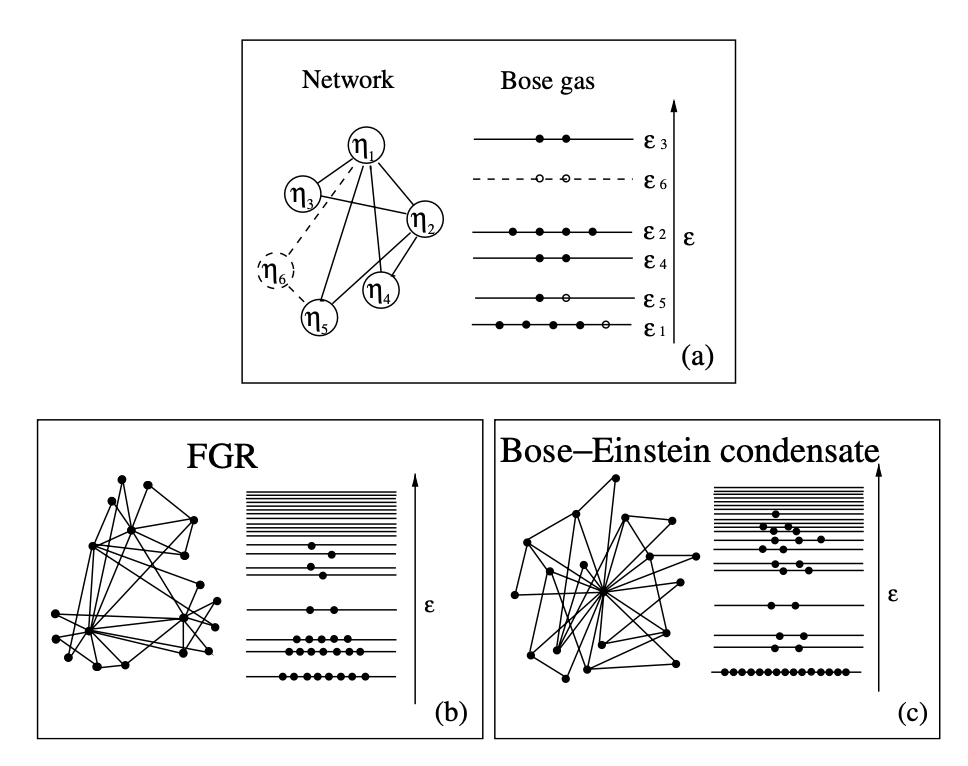 Network Bose gas
η₁
η₃
η₂
η₆
η₄
η₅
ε ₃
ε ₆
ε ₂
ε
ε ₄
ε ₅
ε ₁
(a)
FGR
ε
(b)
Bose–Einstein condensate
ε
(c)